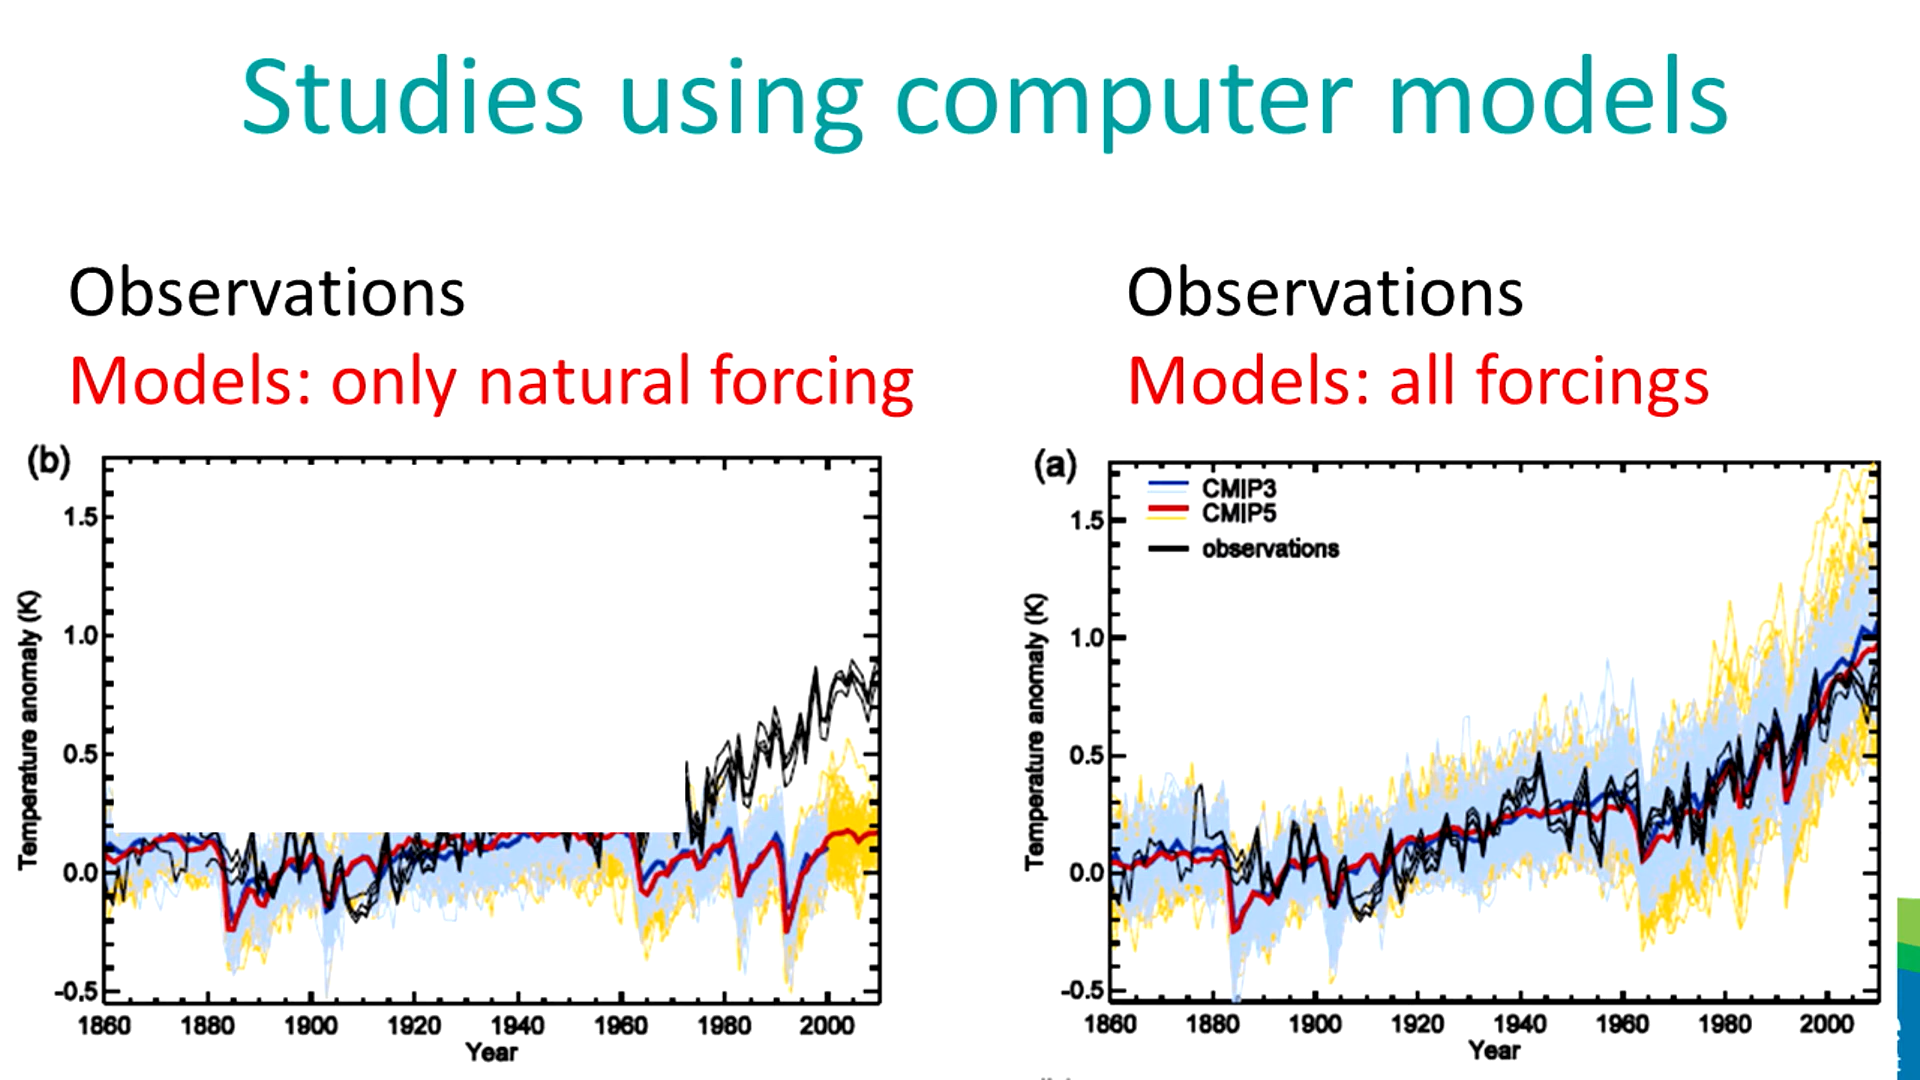 Studies using computer models
Observations
Models: only natural forcing
Observations
Models: all forcings
(b)
1.5
1.0
0.5
0.0
-0.5
Temperature anomaly (K)
1860 1880 1900 1920 1940 1960 1980 2000
Year
(a)
CMIP3
CMIP5
observations
1.5
1.0
0.5
0.0
-0.5
Temperature anomaly (K)
1860 1880 1900 1920 1940 1960 1980 2000
Year